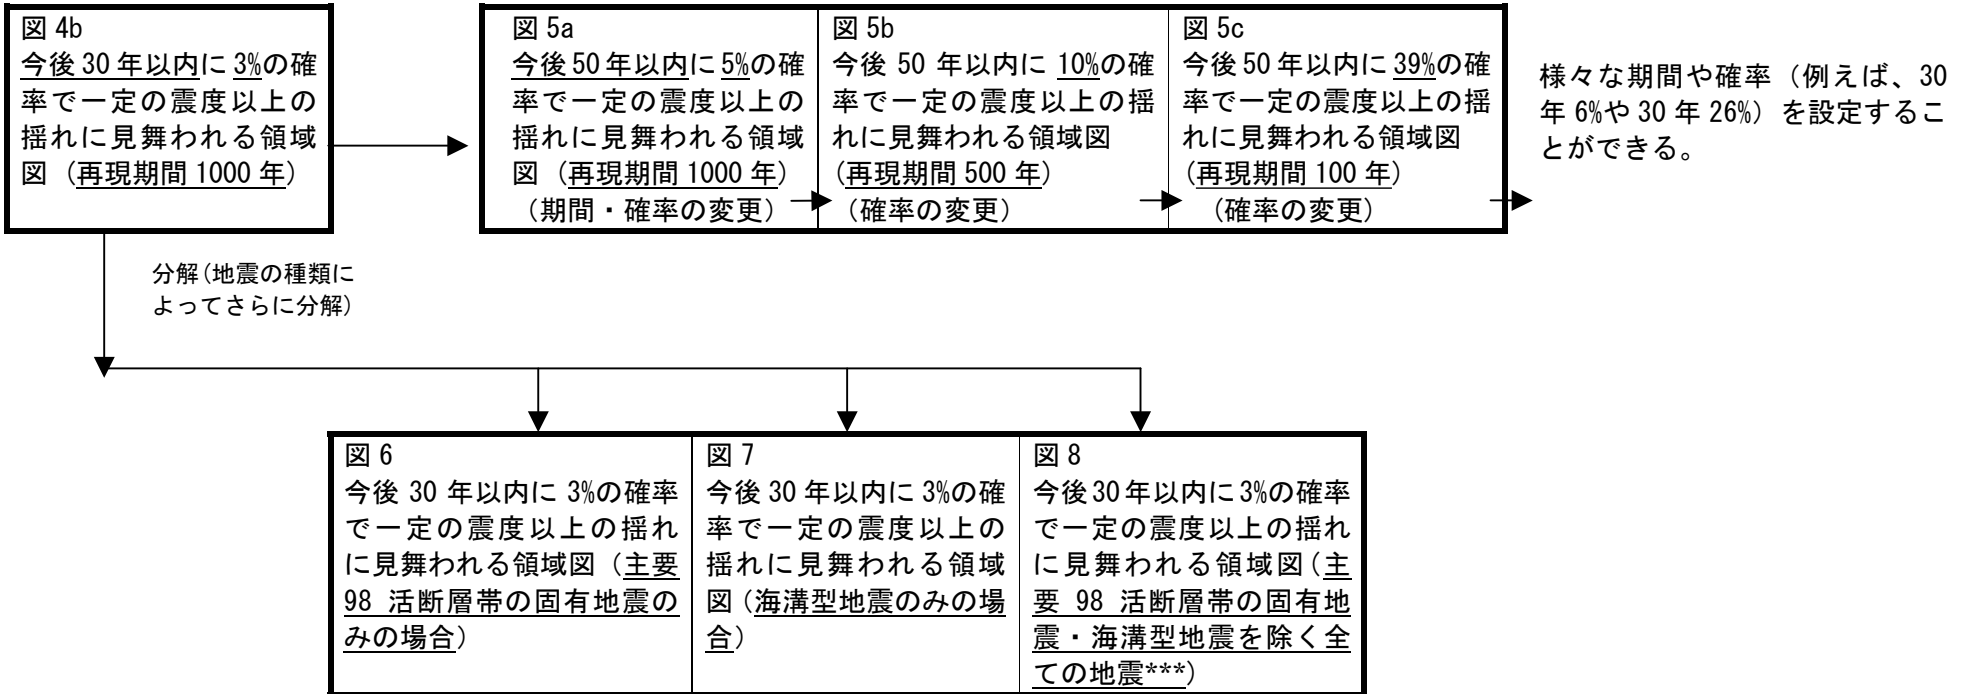 図 4b
今後 30 年以内に 3%の確
率で一定の震度以上の
揺れに見舞われる領域
図（再現期間 1000 年）
図 5a
今後 50 年以内に 5%の確
率で一定の震度以上の
揺れに見舞われる領域
図（再現期間 1000 年）
（期間・確率の変更）
図 5b
今後 50 年以内に 10%の確
率で一定の震度以上の揺
れに見舞われる領域図
（再現期間 500 年）
（確率の変更）
図 5c
今後 50 年以内に 39%の確
率で一定の震度以上の揺
れに見舞われる領域図
（再現期間 100 年）
（確率の変更）
様々な期間や確率（例えば、30
年 6%や 30 年 26%）を設定するこ
とができる。
分解（地震の種類に
よってさらに分解）
図 6
今後 30 年以内に 3%の確率
で一定の震度以上の揺れ
に見舞われる領域図（主要
98 活断層帯の固有地震の
みの場合）
図 7
今後 30 年以内に 3%の確
率で一定の震度以上の
揺れに見舞われる領域
図（海溝型地震のみの場
合）
図 8
今後 30 年以内に 3%の確率
で一定の震度以上の揺れ
に見舞われる領域図（主
要 98 活断層帯の固有地
震・海溝型地震を除く全
ての地震***）